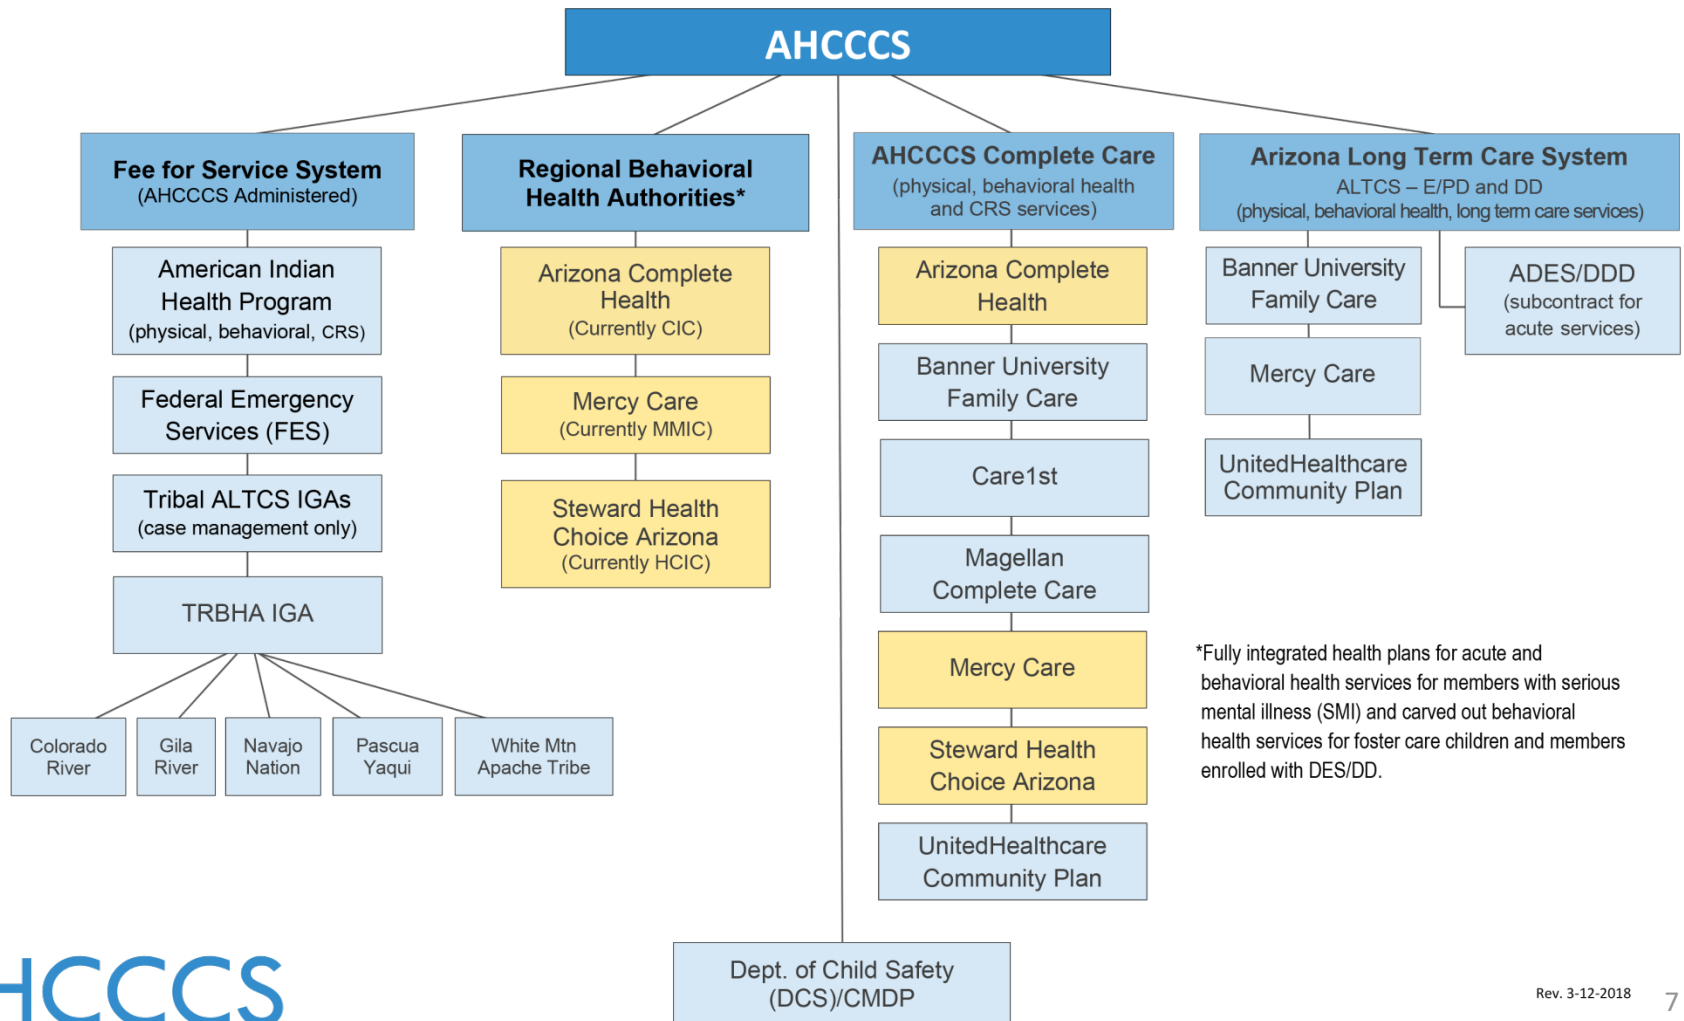 AHCCCS
Fee for Service System
(AHCCCS Administered)
American Indian
Health Program
(physical, behavioral, CRS)
Federal Emergency
Services (FES)
Tribal ALTCS IGAs
(case management only)
TRBHA IGA
Colorado
River
Gila
River
Navajo
Nation
Pascua
Yaqui
White Mtn
Apache Tribe
Regional Behavioral
Health Authorities*
Arizona Complete
Health
(Currently CIC)
Mercy Care
(Currently MMIC)
Steward Health
Choice Arizona
(Currently HCIC)
AHCCCS Complete Care
(physical, behavioral health
and CRS services)
Arizona Complete
Health
Banner University
Family Care
Care1st
Magellan
Complete Care
Mercy Care
Steward Health
Choice Arizona
UnitedHealthcare
Community Plan
Arizona Long Term Care System
ALTCS – E/PD and DD
(physical, behavioral health, long term care services)
Banner University
Family Care
Mercy Care
UnitedHealthcare
Community Plan
ADES/DDD
(subcontract for
acute services)
*Fully integrated health plans for acute and
behavioral health services for members with serious
mental illness (SMI) and carved out behavioral
health services for foster care children and members
enrolled with DES/DD.
Dept. of Child Safety
(DCS)/CMDP
HCCCS
Rev. 3-12-2018
7